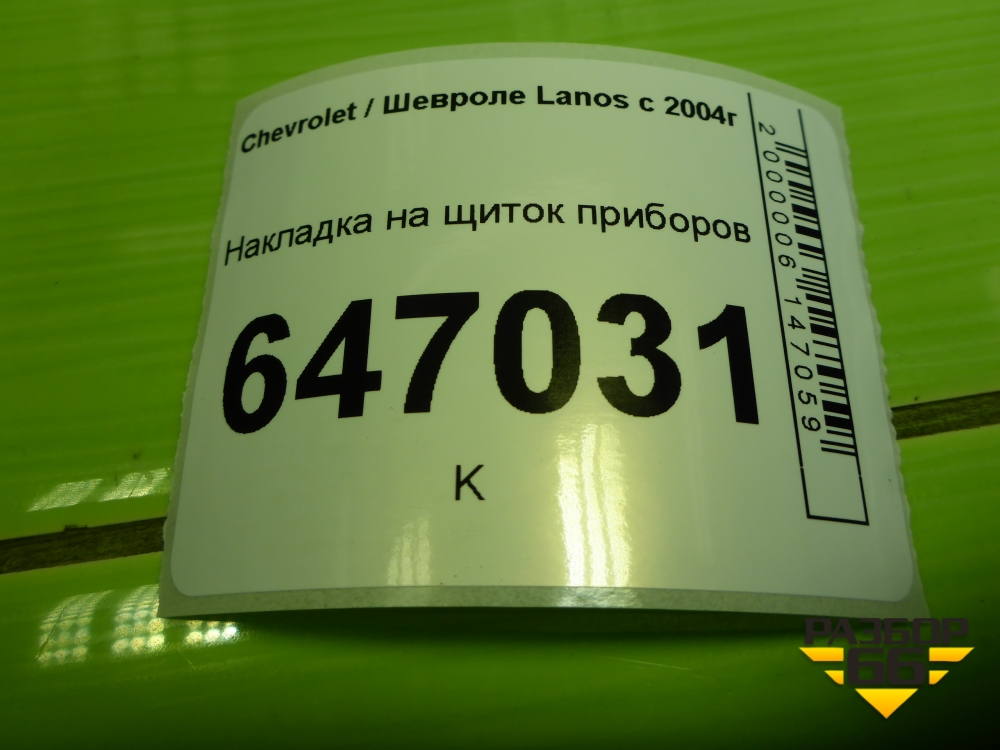 Chevrolet / Шевроле Lanos с 2004г
Накладка на щиток приборов
647031
К
2000006147059
РАЗБОР
66